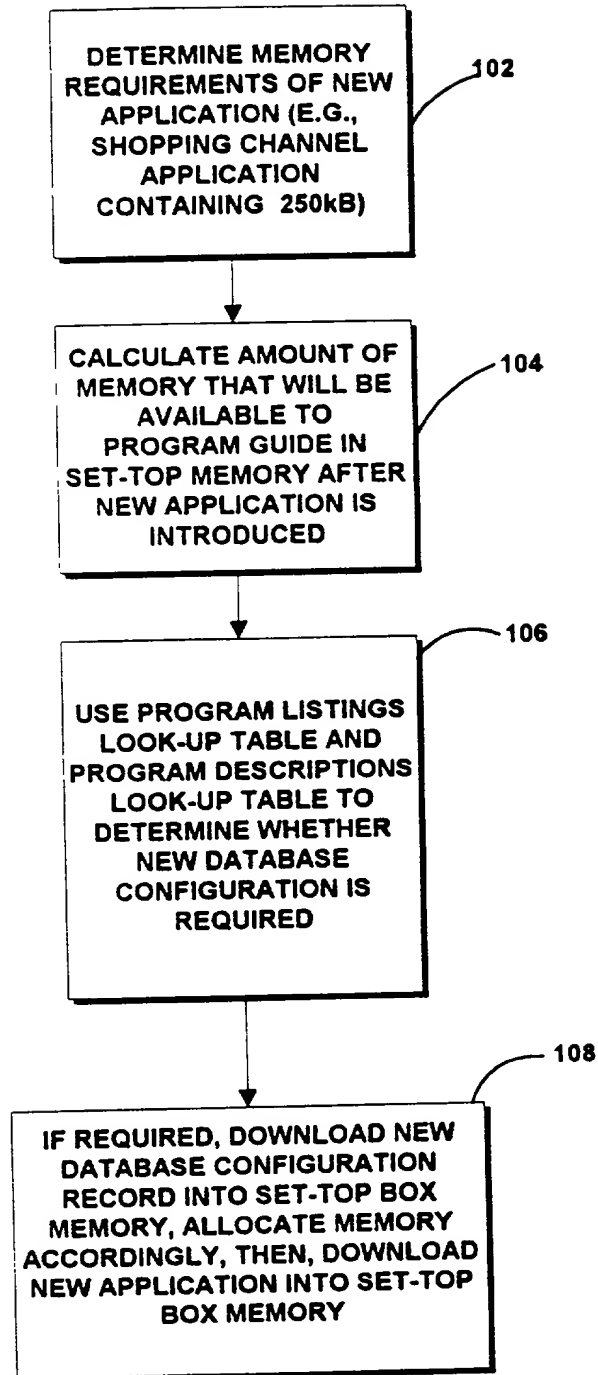 DETERMINE MEMORY
REQUIREMENTS OF NEW
APPLICATION (E.G.,
SHOPPING CHANNEL
APPLICATION
CONTAINING 250kB)
102
CALCULATE AMOUNT OF
MEMORY THAT WILL BE
AVAILABLE TO
PROGRAM GUIDE IN
SET-TOP MEMORY AFTER
NEW APPLICATION IS
INTRODUCED
104
USE PROGRAM LISTINGS
LOOK-UP TABLE AND
PROGRAM DESCRIPTIONS
LOOK-UP TABLE TO
DETERMINE WHETHER
NEW DATABASE
CONFIGURATION IS
REQUIRED
106
IF REQUIRED, DOWNLOAD NEW
DATABASE CONFIGURATION
RECORD INTO SET-TOP BOX
MEMORY, ALLOCATE MEMORY
ACCORDINGLY, THEN, DOWNLOAD
NEW APPLICATION INTO SET-TOP
BOX MEMORY
108